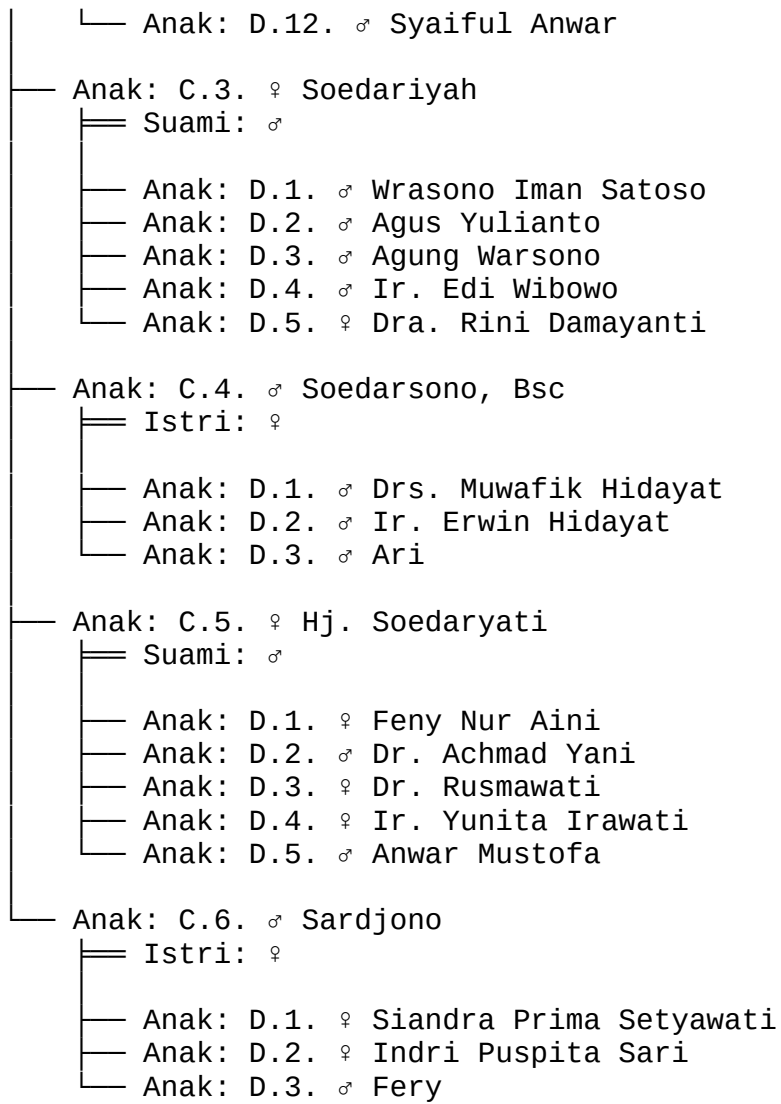 │   └── Anak: D.12. ♂ Syaiful Anwar
├── Anak: C.3. ♀ Soedariyah
│   ╞══ Suami: ♂
│   ├── Anak: D.1. ♂ Wrasono Iman Satoso
│   ├── Anak: D.2. ♂ Agus Yulianto
│   ├── Anak: D.3. ♂ Agung Warsono
│   ├── Anak: D.4. ♂ Ir. Edi Wibowo
│   └── Anak: D.5. ♀ Dra. Rini Damayanti
├── Anak: C.4. ♂ Soedarsono, Bsc
│   ╞══ Istri: ♀
│   ├── Anak: D.1. ♂ Drs. Muwafik Hidayat
│   ├── Anak: D.2. ♂ Ir. Erwin Hidayat
│   └── Anak: D.3. ♂ Ari
├── Anak: C.5. ♀ Hj. Soedaryati
│   ╞══ Suami: ♂
│   ├── Anak: D.1. ♀ Feny Nur Aini
│   ├── Anak: D.2. ♂ Dr. Achmad Yani
│   ├── Anak: D.3. ♀ Dr. Rusmawati
│   ├── Anak: D.4. ♀ Ir. Yunita Irawati
│   └── Anak: D.5. ♂ Anwar Mustofa
└── Anak: C.6. ♂ Sardjono
    ╞══ Istri: ♀
    ├── Anak: D.1. ♀ Siandra Prima Setyawati
    ├── Anak: D.2. ♀ Indri Puspita Sari
    └── Anak: D.3. ♂ Fery